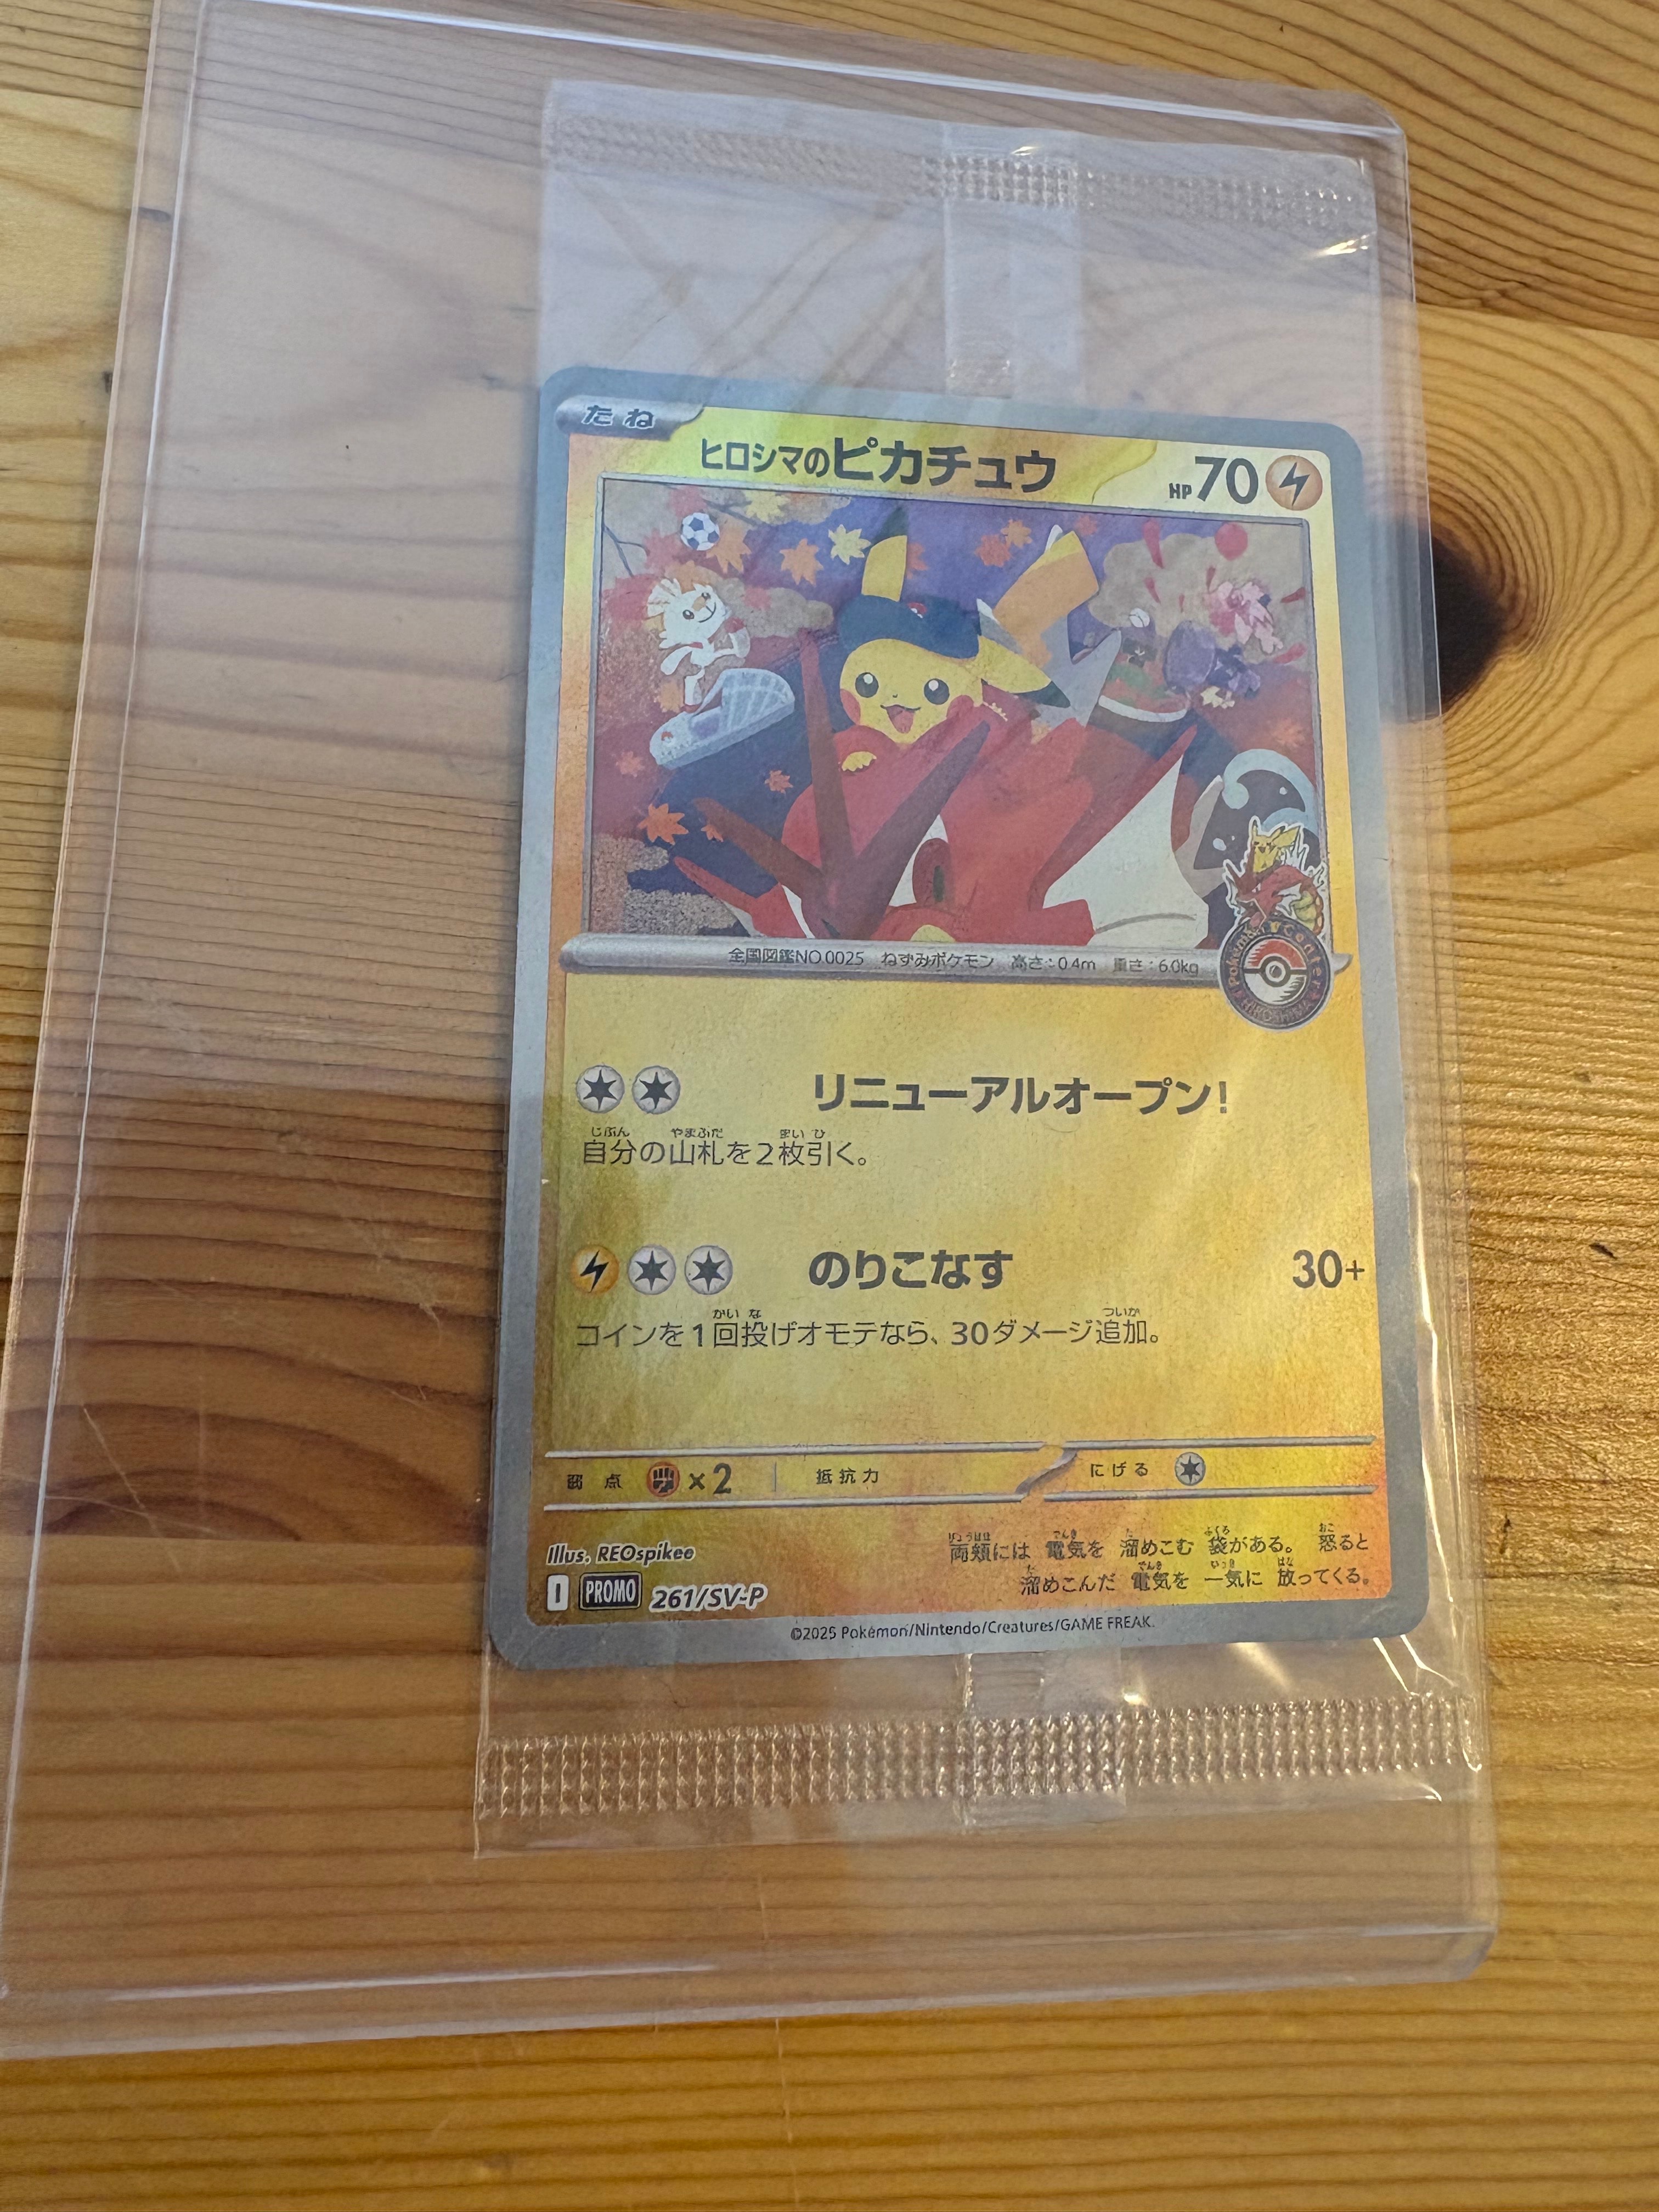 たね
ヒロシマのピカチュウ HP70
全国図鑑NO.0025 ねずみポケモン 高さ:0.4m 重さ:6.0kg
Pokémon Center
HIROSHIMA
リニューアルオープン!
自分の山札を2枚引く。
のりこなす 30+
コインを1回投げオモテなら、30ダメージ追加。
弱点 ×2 抵抗力 にげる
Illus. REOspikee
両頬には 電気を 溜めこむ 袋がある。 怒ると
溜めこんだ 電気を 一気に 放ってくる。
I PROMO 261/SV-P
©2025 Pokémon/Nintendo/Creatures/GAME FREAK.